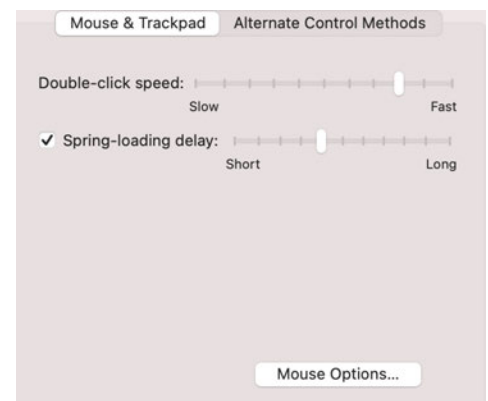 Mouse & Trackpad Alternate Control Methods
Double-click speed:
Slow Fast
Spring-loading delay:
Short Long
Mouse Options...